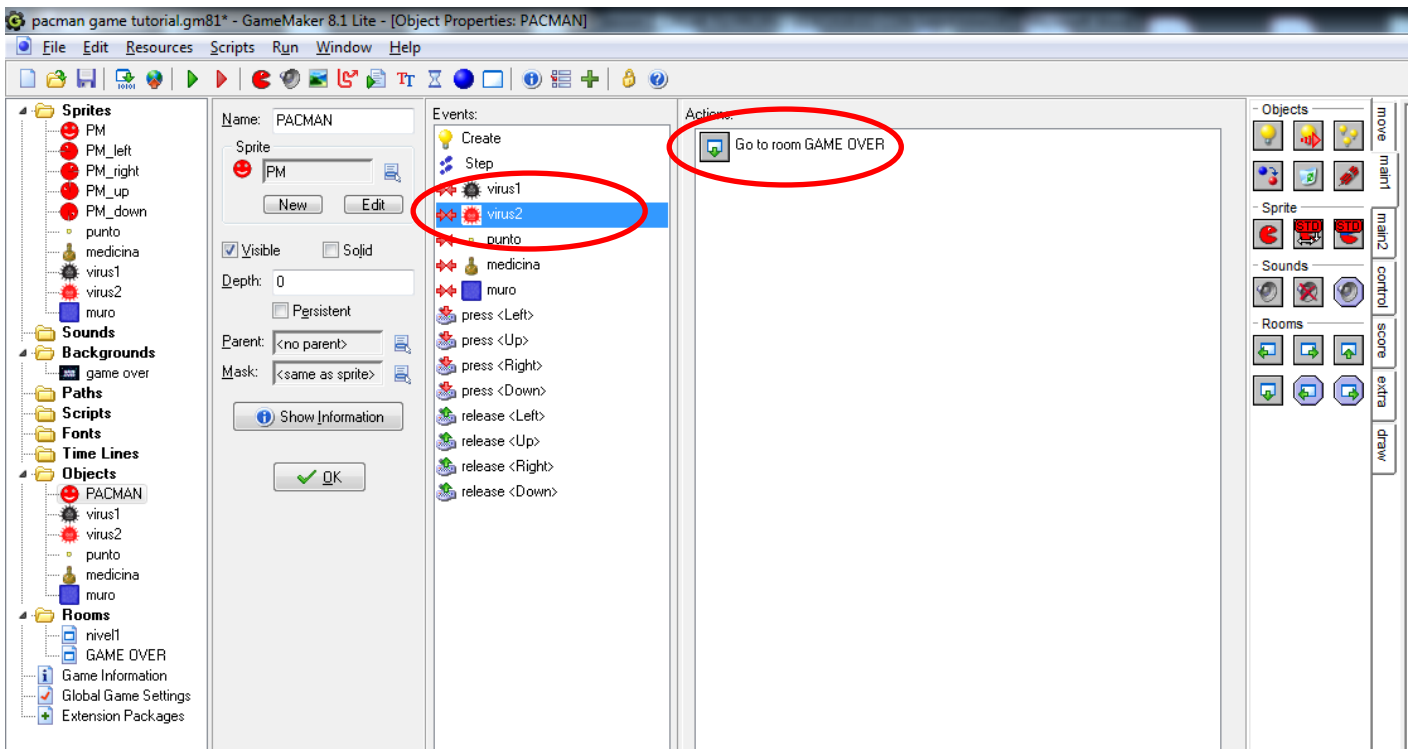 pacman game tutorial.gm81* - GameMaker 8.1 Lite - [Object Properties: PACMAN]
File Edit Resources Scripts Run Window Help
Sprites
PM
PM_left
PM_right
PM_up
PM_down
punto
medicina
virus1
virus2
muro
Sounds
Backgrounds
game over
Paths
Scripts
Fonts
Time Lines
Objects
PACMAN
virus1
virus2
punto
medicina
muro
Rooms
nivel1
GAME OVER
Game Information
Global Game Settings
Extension Packages
Name: PACMAN
Sprite
PM
New Edit
Visible Solid
Depth: 0
Persistent
Parent: <no parent>
Mask: <same as sprite>
Show Information
OK
Events:
Create
Step
virus1
virus2
punto
medicina
muro
press <Left>
press <Up>
press <Right>
press <Down>
release <Left>
release <Up>
release <Right>
release <Down>
Actions:
Go to room GAME OVER
Objects
Sprite
Sounds
Rooms
move
main1
main2
control
score
extra
draw